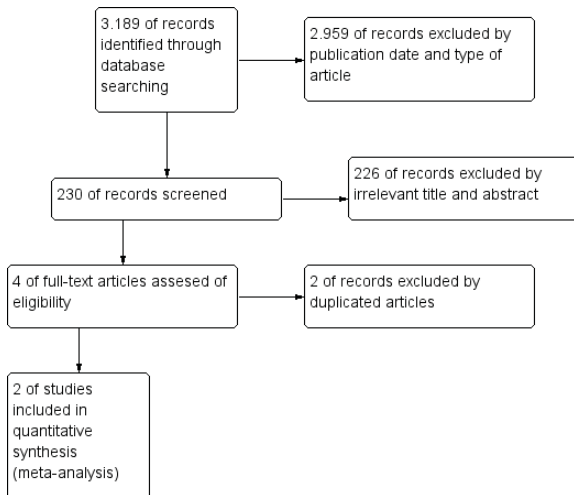 3.189 of records
identified through
database
searching
2.959 of records excluded by
publication date and type of
article
230 of records screened
226 of records excluded by
irrelevant title and abstract
4 of full-text articles assesed of
eligibility
2 of records excluded by
duplicated articles
2 of studies
included in
quantitative
synthesis
(meta-analysis)